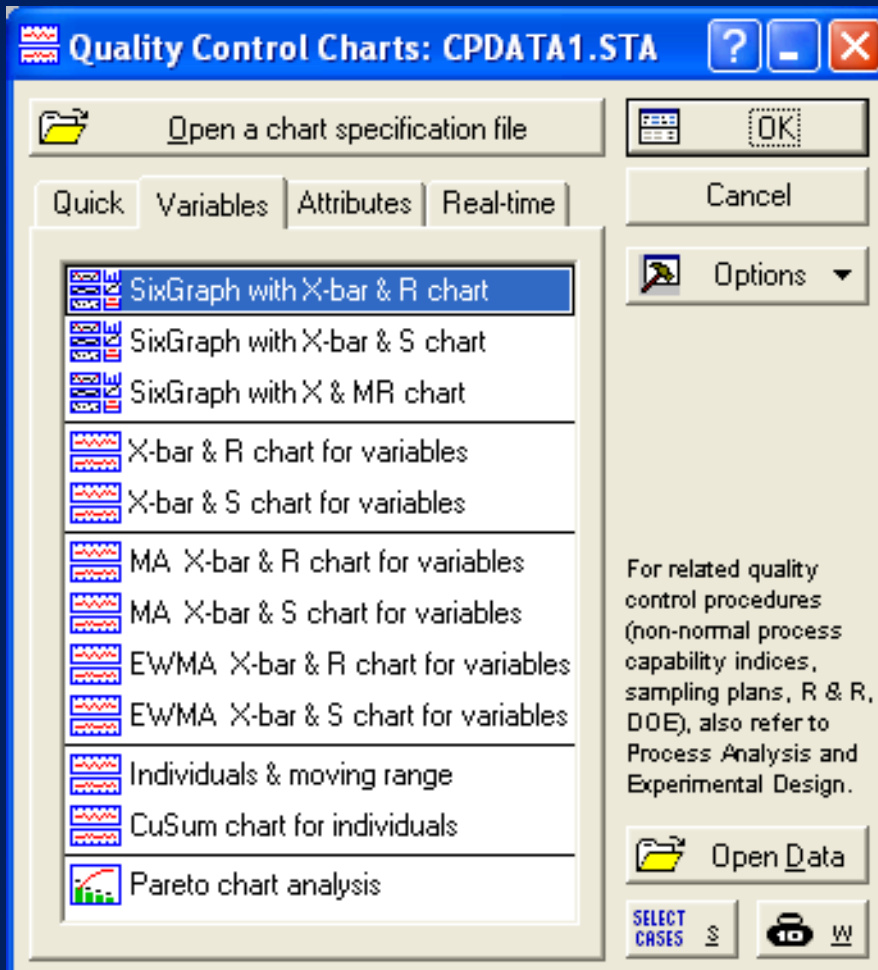 Quality Control Charts: CPDATA1.STA
?
Open a chart specification file
OK
Quick
Variables
Attributes
Real-time
Cancel
Options
SixGraph with X-bar & R chart
SixGraph with X-bar & S chart
SixGraph with X & MR chart
X-bar & R chart for variables
X-bar & S chart for variables
MA X-bar & R chart for variables
MA X-bar & S chart for variables
EWMA X-bar & R chart for variables
EWMA X-bar & S chart for variables
Individuals & moving range
CuSum chart for individuals
Pareto chart analysis
For related quality
control procedures
(non-normal process
capability indices,
sampling plans, R & R,
DOE), also refer to
Process Analysis and
Experimental Design.
Open Data
SELECT
CASES S
10 W